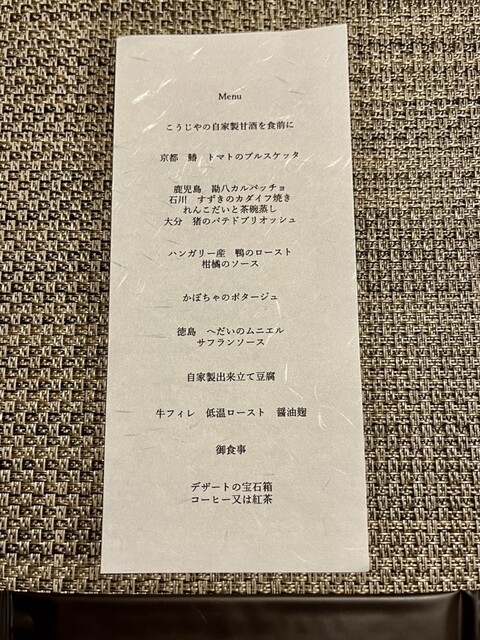 Menu
こうじやの自家製甘酒を食前に
京都　鰆　トマトのブルスケッタ
鹿児島　勘八カルパッチョ
石川　すずきのカダイフ焼き
れんこだいと茶碗蒸し
大分　猪のパテドブリオッシュ
ハンガリー産　鴨のロースト
柑橘のソース
かぼちゃのポタージュ
徳島　へだいのムニエル
サフランソース
自家製出来立て豆腐
牛フィレ　低温ロースト　醤油麹
御食事
デザートの宝石箱
コーヒー又は紅茶